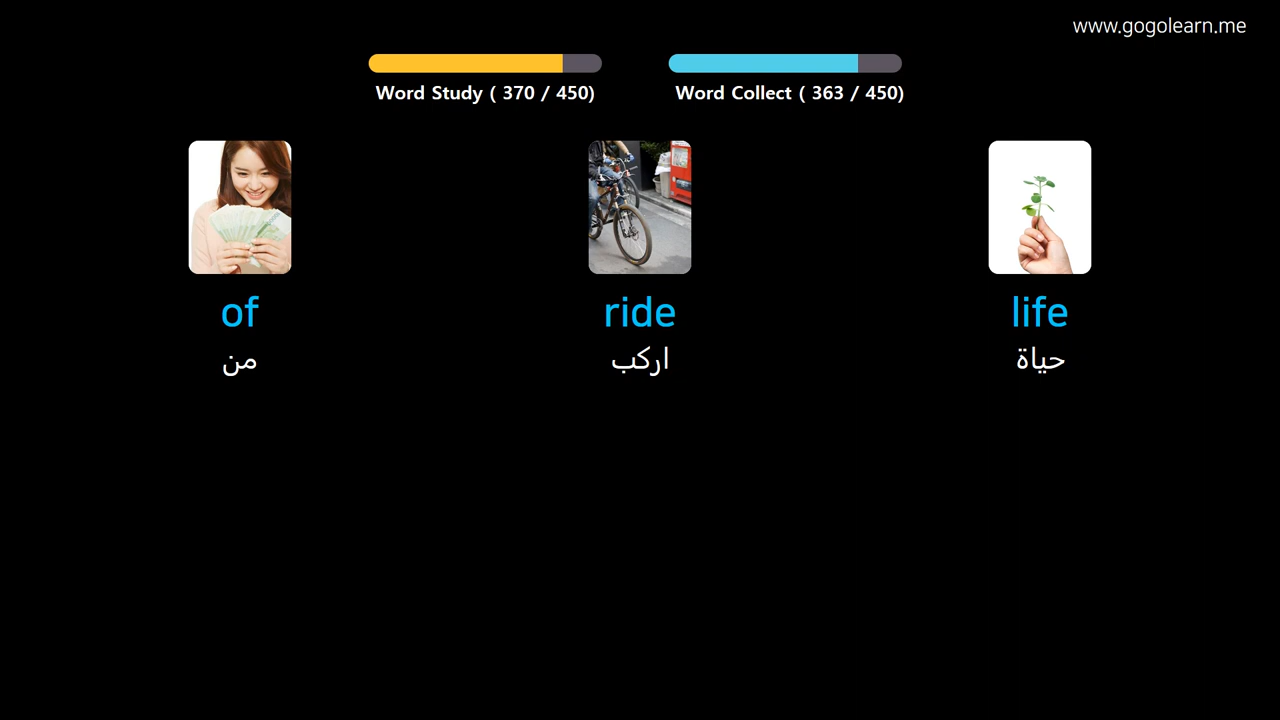 www.gogolearn.me
Word Study ( 370 / 450)
Word Collect ( 363 / 450)
of
ride
life
من
اركب
حياة